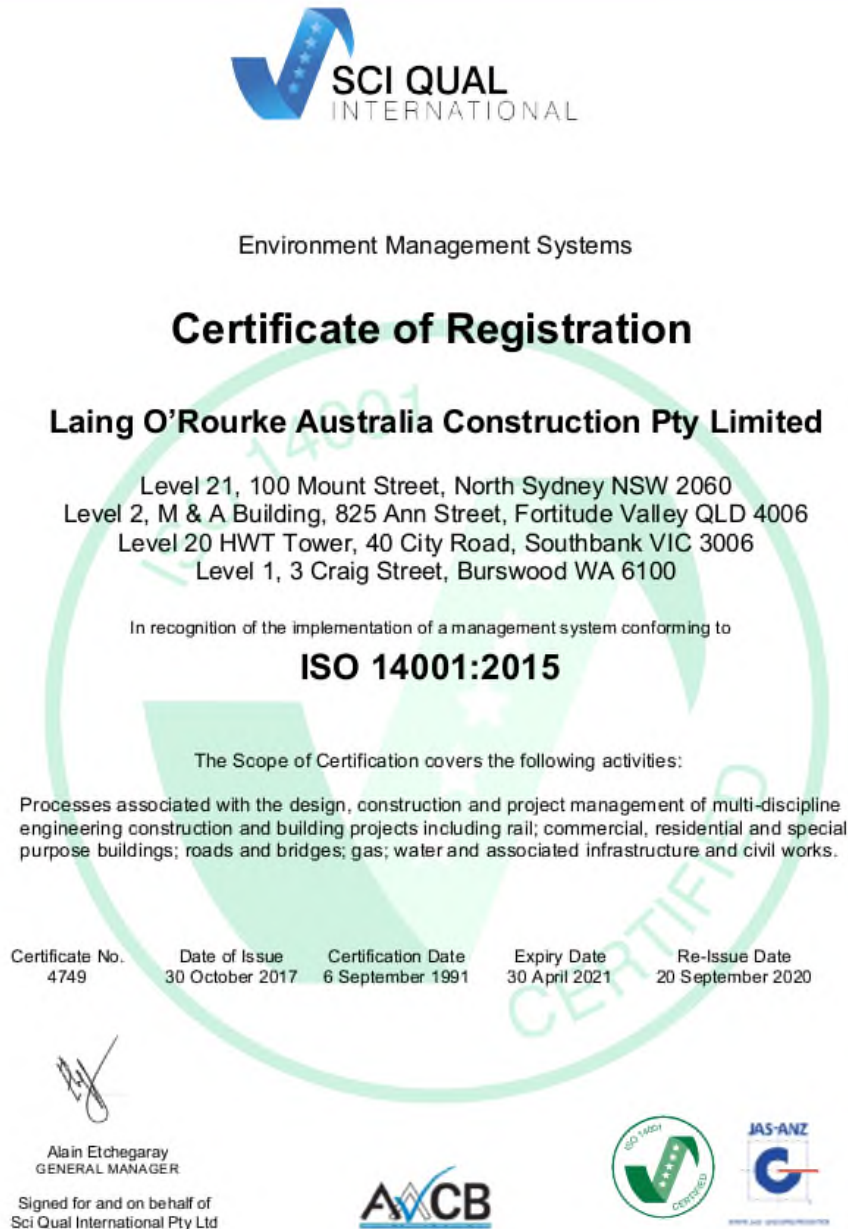 SCI QUAL
INTERNATIONAL
Environment Management Systems
Certificate of Registration
Laing O'Rourke Australia Construction Pty Limited
Level 21, 100 Mount Street, North Sydney NSW 2060
Level 2, M & A Building, 825 Ann Street, Fortitude Valley QLD 4006
Level 20 HWT Tower, 40 City Road, Southbank VIC 3006
Level 1, 3 Craig Street, Burswood WA 6100
In recognition of the implementation of a management system conforming to
ISO 14001:2015
The Scope of Certification covers the following activities:
Processes associated with the design, construction and project management of multi-discipline
engineering construction and building projects including rail; commercial, residential and special
purpose buildings; roads and bridges; gas; water and associated infrastructure and civil works.
Certificate No. Date of Issue Certification Date Expiry Date Re-Issue Date
4749 30 October 2017 6 September 1991 30 April 2021 20 September 2020
ISO 14001
CERTIFIED
Alain Etchegaray
GENERAL MANAGER
Signed for and on behalf of
Sci Qual International Pty Ltd
AACB
ISO 14001
CERTIFIED
JAS-ANZ